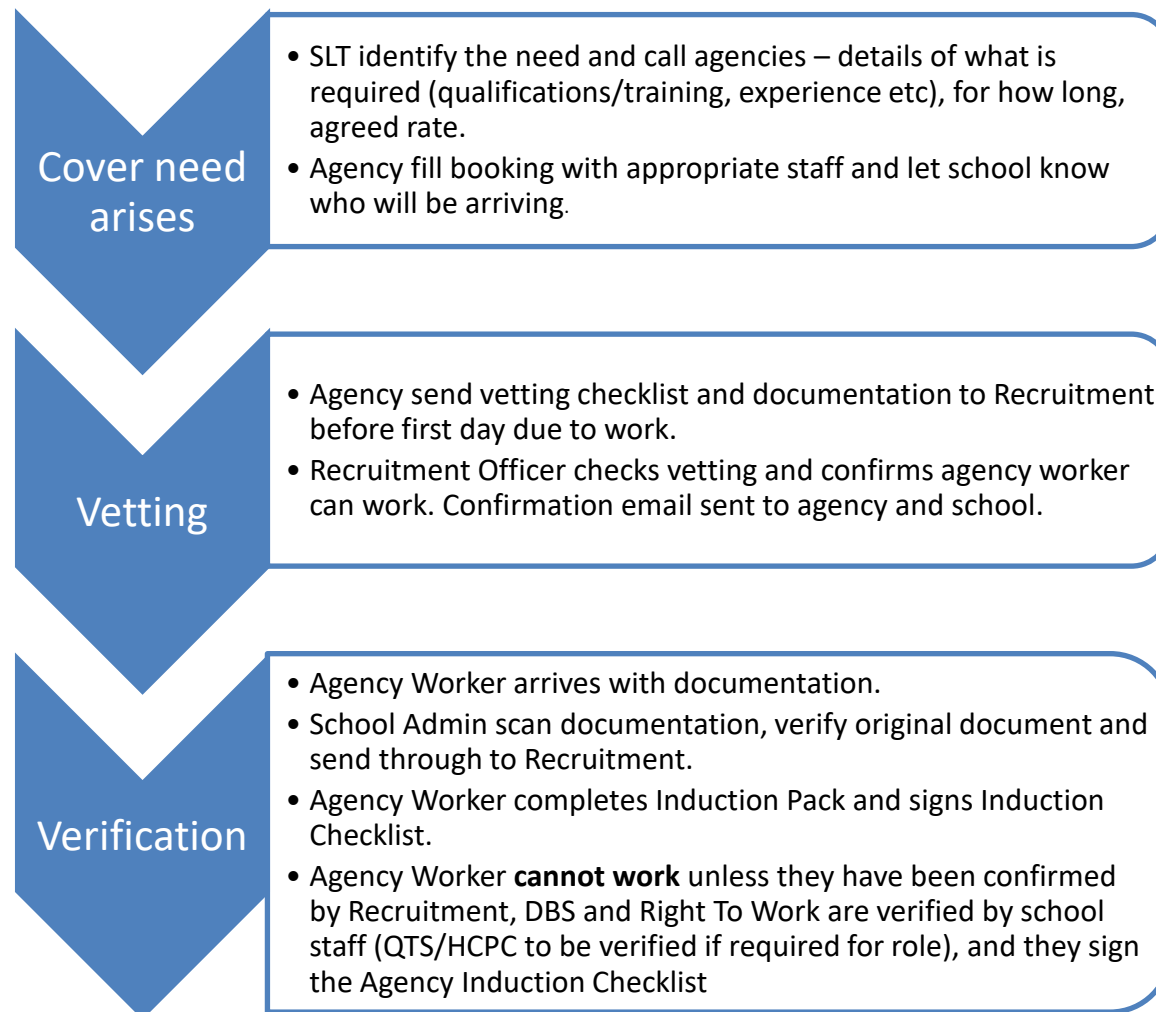 Cover need
arises
• SLT identify the need and call agencies – details of what is
required (qualifications/training, experience etc), for how long,
agreed rate.
• Agency fill booking with appropriate staff and let school know
who will be arriving.
Vetting
• Agency send vetting checklist and documentation to Recruitment
before first day due to work.
• Recruitment Officer checks vetting and confirms agency worker
can work. Confirmation email sent to agency and school.
Verification
• Agency Worker arrives with documentation.
• School Admin scan documentation, verify original document and
send through to Recruitment.
• Agency Worker completes Induction Pack and signs Induction
Checklist.
• Agency Worker cannot work unless they have been confirmed
by Recruitment, DBS and Right To Work are verified by school
staff (QTS/HCPC to be verified if required for role), and they sign
the Agency Induction Checklist